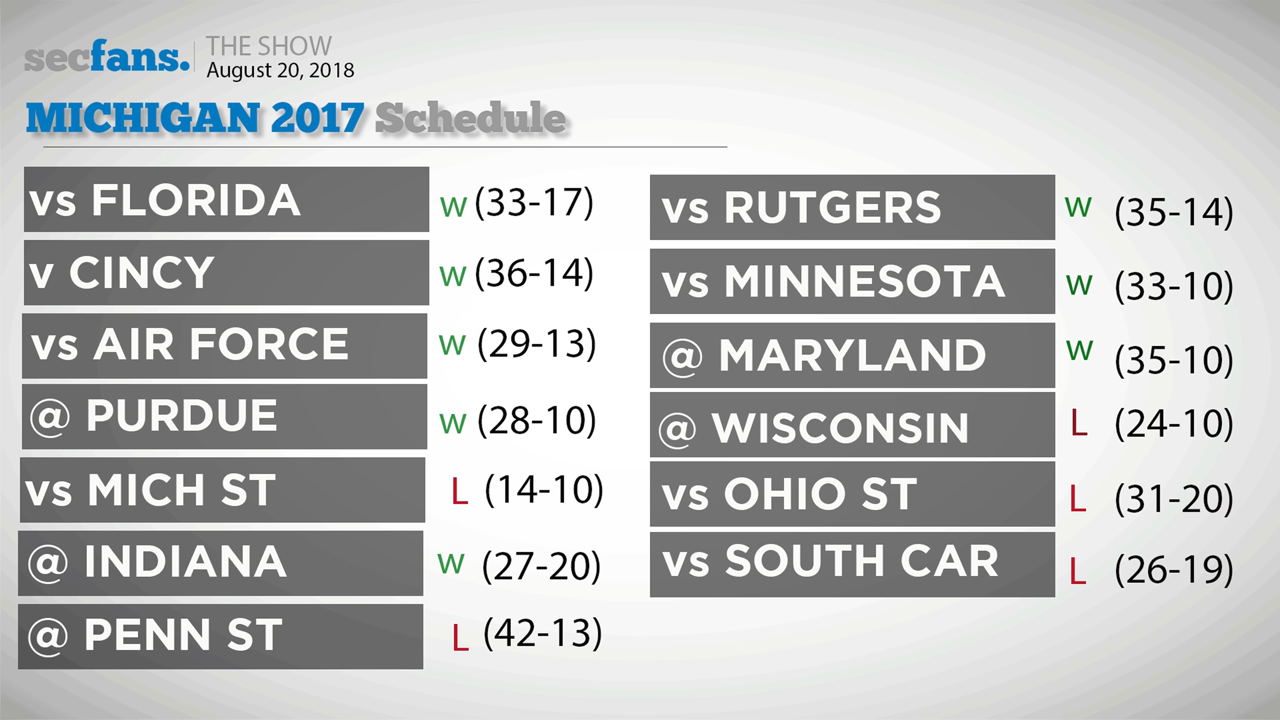 secfans. THE SHOW
August 20, 2018
MICHIGAN 2017 Schedule
vs FLORIDA W (33-17)
v CINCY W (36-14)
vs AIR FORCE W (29-13)
@ PURDUE W (28-10)
vs MICH ST L (14-10)
@ INDIANA W (27-20)
@ PENN ST L (42-13)
vs RUTGERS W (35-14)
vs MINNESOTA W (33-10)
@ MARYLAND W (35-10)
@ WISCONSIN L (24-10)
vs OHIO ST L (31-20)
vs SOUTH CAR L (26-19)